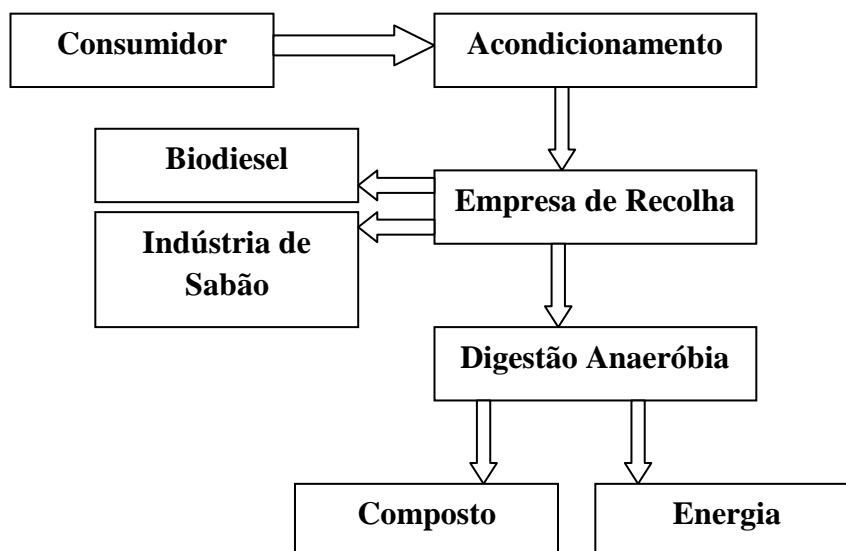 Consumidor
Acondicionamento
Biodiesel
Empresa de Recolha
Indústria de
Sabão
Digestão Anaeróbia
Composto
Energia